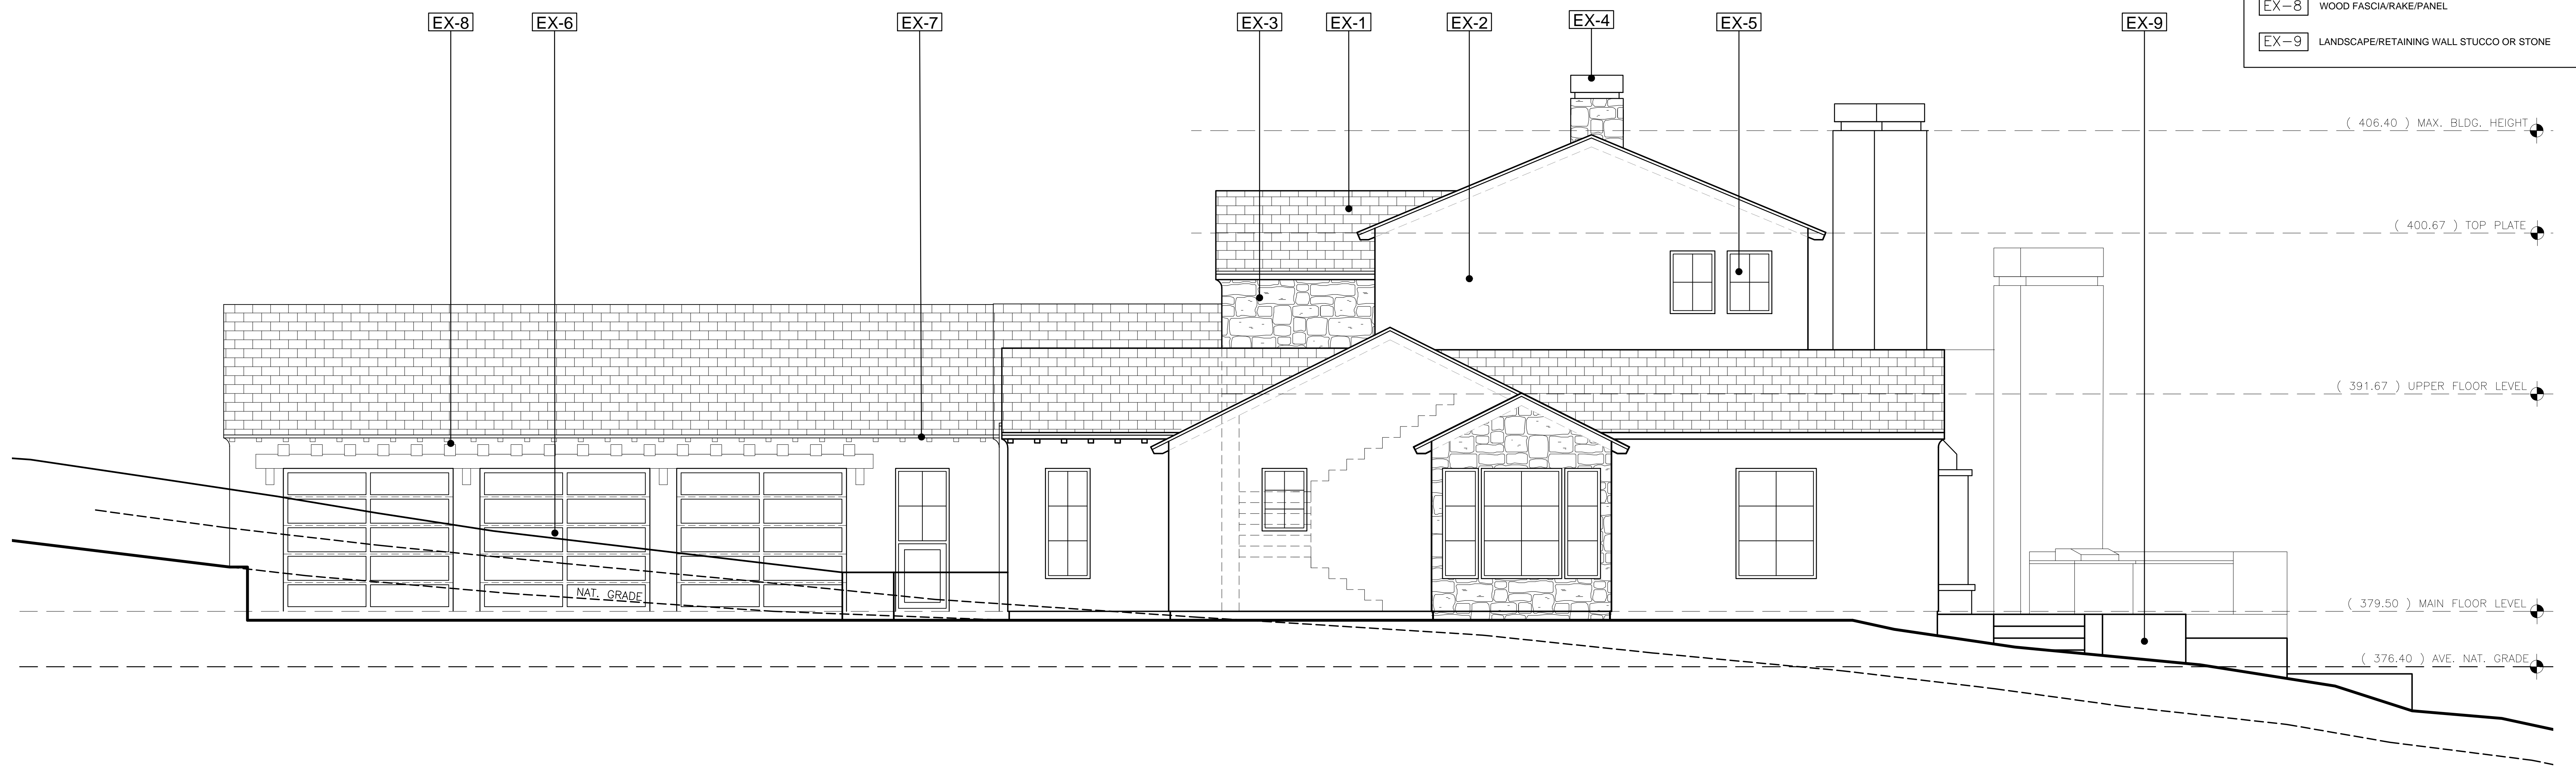 EX-8 EX-6 EX-7 EX-3 EX-1 EX-2 EX-4 EX-5 EX-9
EX-8 WOOD FASCIA/RAKE/PANEL
EX-9 LANDSCAPE/RETAINING WALL STUCCO OR STONE
( 406.40 ) MAX. BLDG. HEIGHT
( 400.67 ) TOP PLATE
( 391.67 ) UPPER FLOOR LEVEL
NAT. GRADE
( 379.50 ) MAIN FLOOR LEVEL
( 376.40 ) AVE. NAT. GRADE